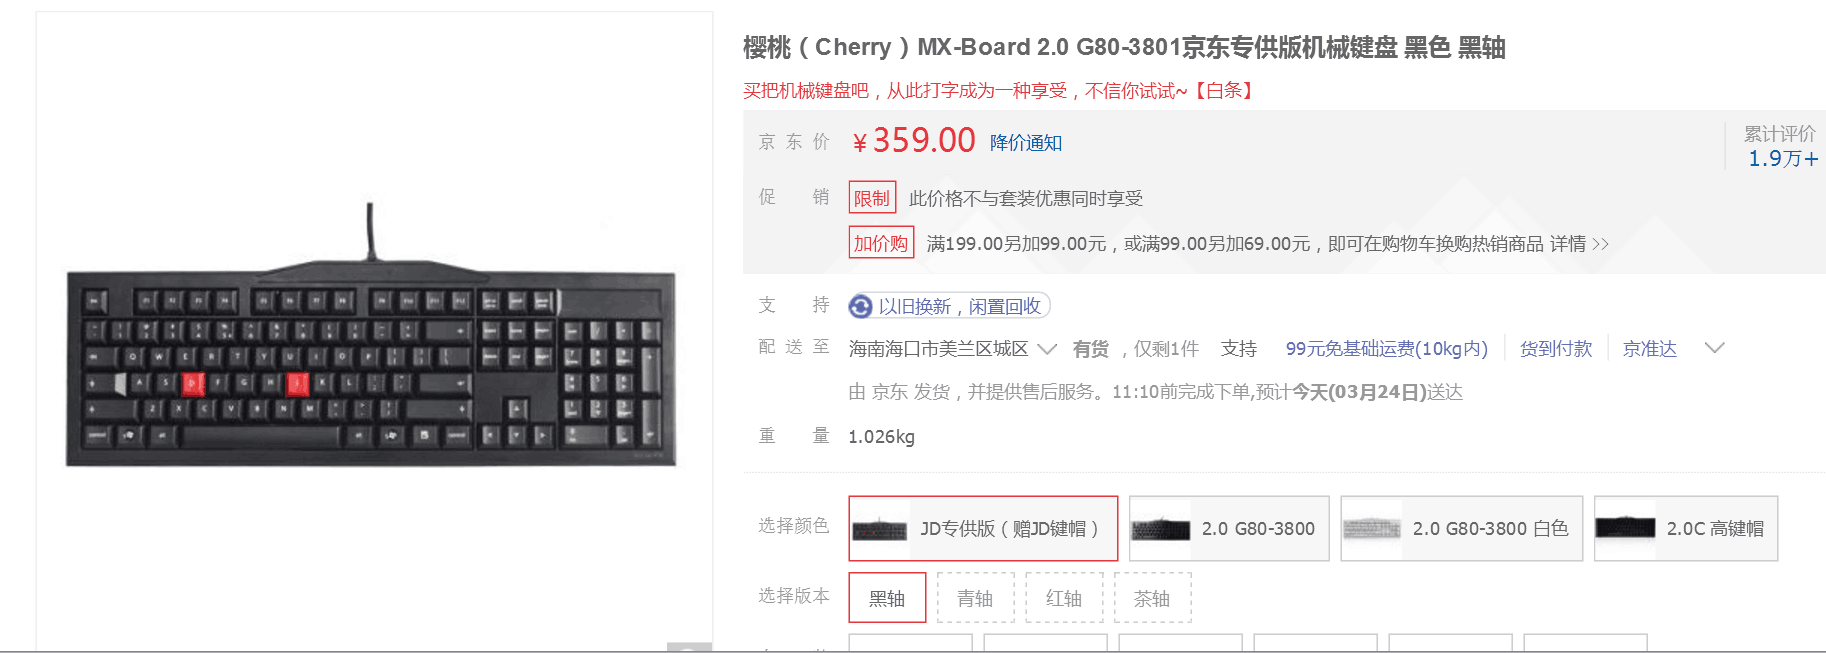 樱桃（Cherry）MX-Board 2.0 G80-3801京东专供版机械键盘 黑色 黑轴
买把机械键盘吧，从此打字成为一种享受，不信你试试~【白条】
京东价 ￥359.00 降价通知
累计评价
1.9万+
促销 限制 此价格不与套装优惠同时享受
加价购 满199.00另加99.00元，或满99.00另加69.00元，即可在购物车换购热销商品 详情 >>
支持 以旧换新，闲置回收
配送至 海南海口市美兰区城区 有货 ，仅剩1件 支持 99元免基础运费(10kg内) 货到付款 京准达
由 京东 发货，并提供售后服务。11:10前完成下单,预计今天(03月24日)送达
重量 1.026kg
选择颜色 JD专供版（赠JD键帽） 2.0 G80-3800 2.0 G80-3800 白色 2.0C 高键帽
选择版本 黑轴 青轴 红轴 茶轴